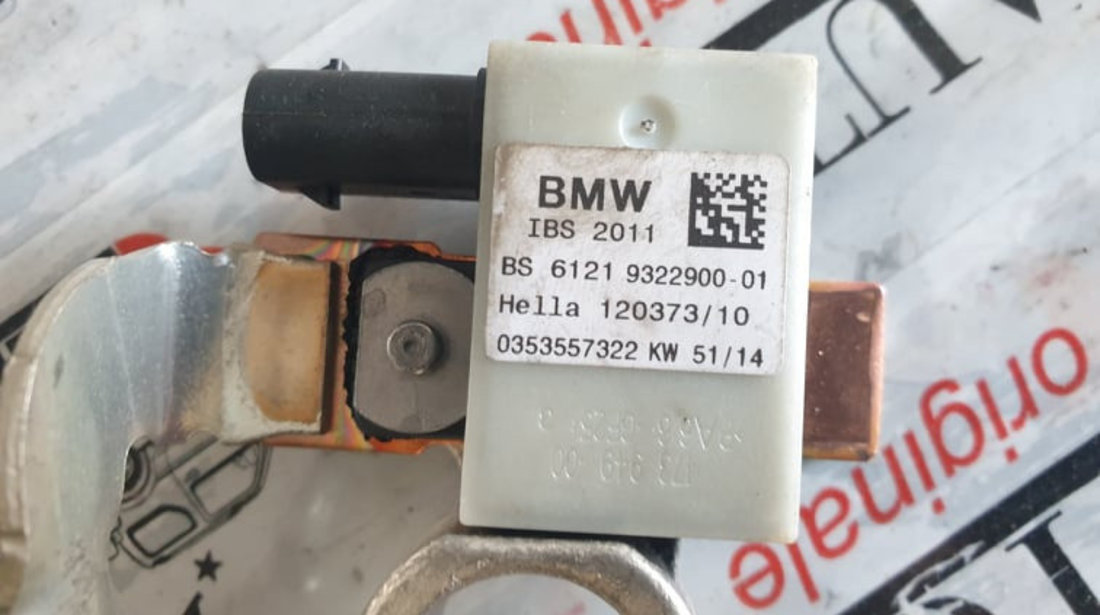 BMW
IBS 2011
BS 6121 9322900-01
Hella 120373/10
0353557322 KW 51/14
originale